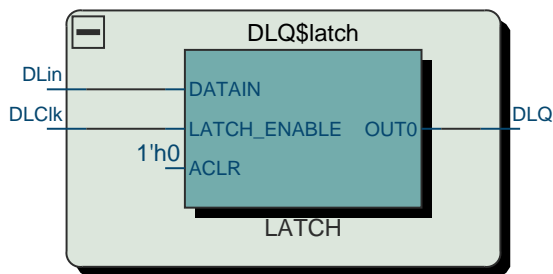 DLQ$latch
DLin
DATAIN
DLClk
LATCH_ENABLE OUT0
DLQ
1'h0
ACLR
LATCH